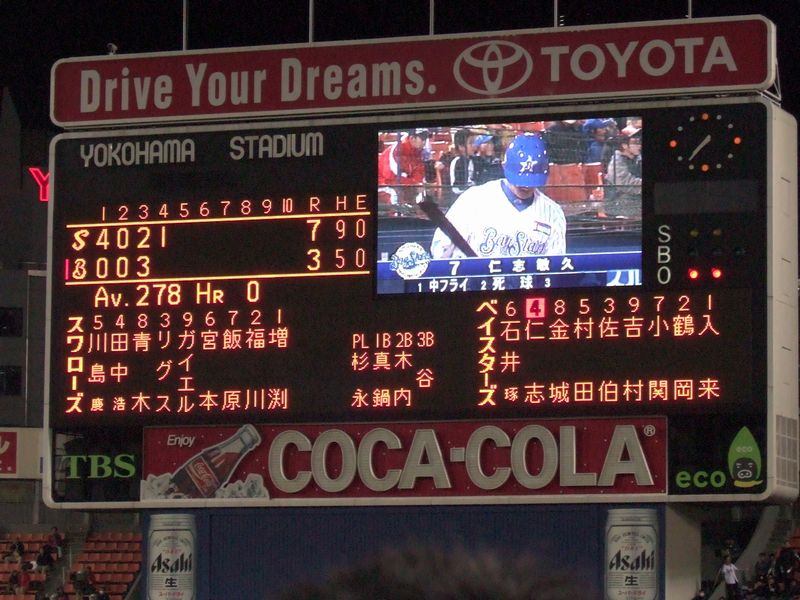 Drive Your Dreams. TOYOTA
YOKOHAMA STADIUM
1 2 3 4 5 6 7 8 9 10 R H E
S 4 0 2 1 7 9 0
B 0 0 3 3 5 0
AV. 278 HR 0
BayStars
7 仁志敏久
1 中フライ 2 死球 3
S
B
O
スワローズ
5 川島慶
4 田中浩
8 青木
3 リグス
9 ガイエル
6 宮本
7 飯原
2 福川
1 増渕
PL 1B 2B 3B
杉永
真鍋
木内
谷
ベイスターズ
6 石井琢
4 仁志
8 金城
5 村田
3 佐伯
9 吉村
7 小関
2 鶴岡
1 入来
TBS
Enjoy
COCA-COLA®
eco
eco
Asahi
生
Asahi
生